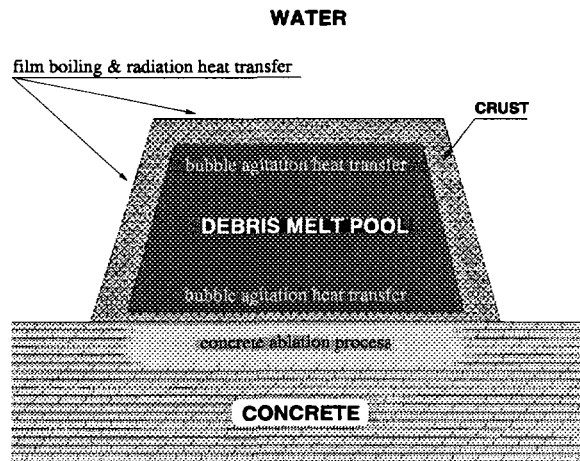 WATER
film boiling & radiation heat transfer
CRUST
bubble agitation heat transfer
DEBRIS MELT POOL
bubble agitation heat transfer
concrete ablation process
CONCRETE